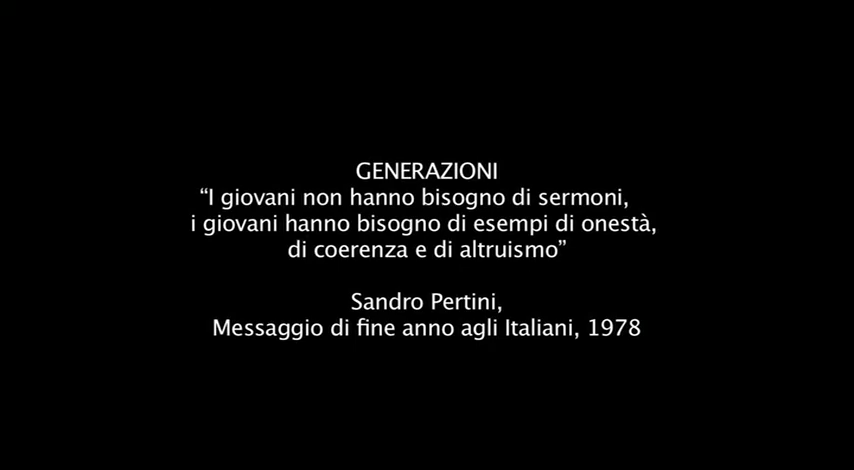 GENERAZIONI
“I giovani non hanno bisogno di sermoni,
i giovani hanno bisogno di esempi di onestà,
di coerenza e di altruismo”
Sandro Pertini,
Messaggio di fine anno agli Italiani, 1978